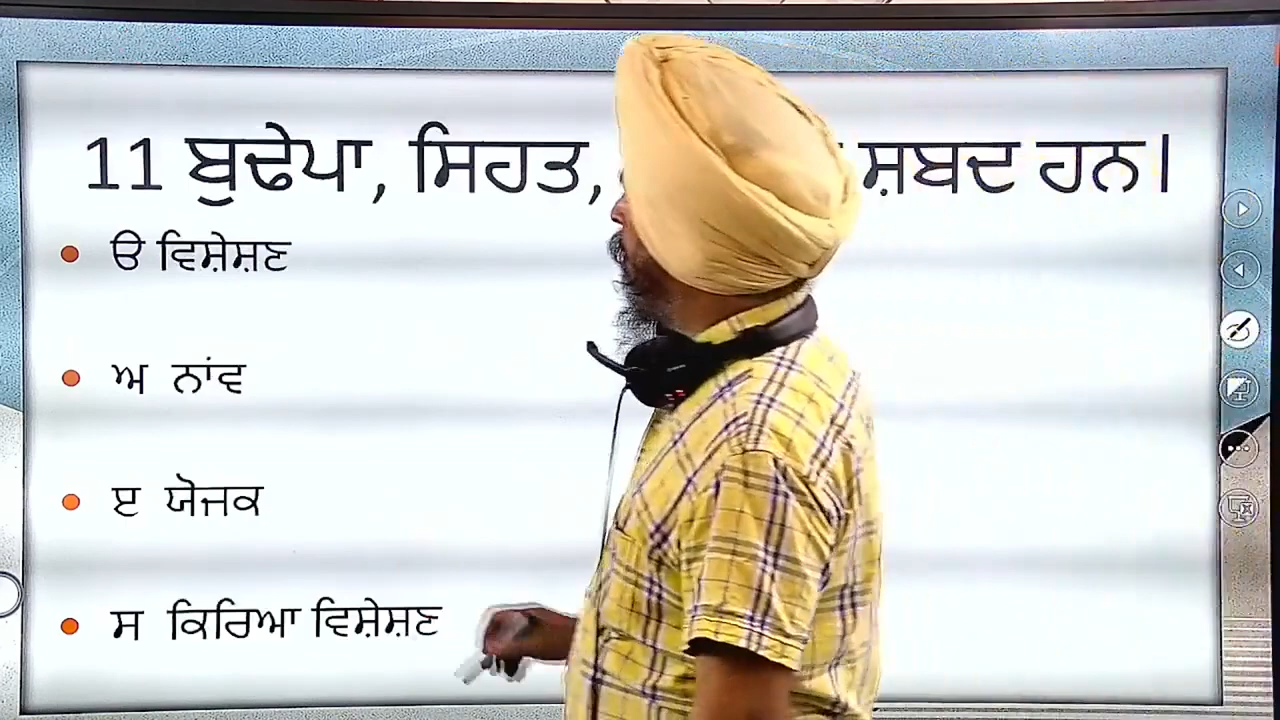 11 ਬੁਢੇਪਾ, ਸਿਹਤ, ਸ਼ਬਦ ਹਨ।
ੳ ਵਿਸ਼ੇਸ਼ਣ
ਅ ਨਾਂਵ
ੲ ਯੋਜਕ
ਸ ਕਿਰਿਆ ਵਿਸ਼ੇਸ਼ਣ